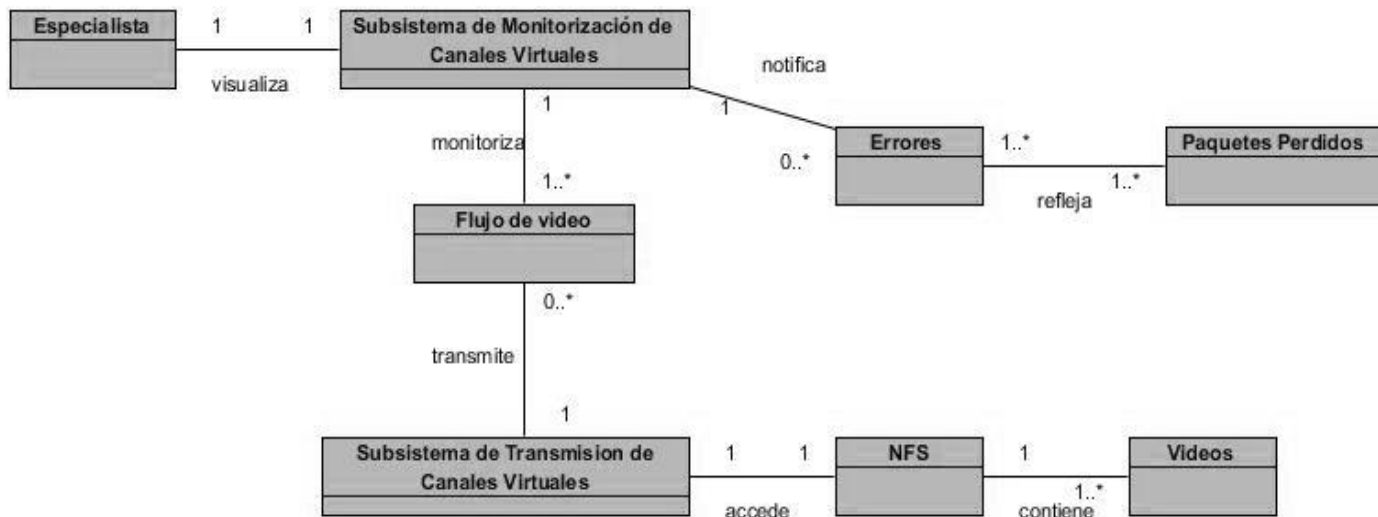 Especialista
1
1
visualiza
Subsistema de Monitorización de
Canales Virtuales
notifica
1
0..*
Errores
1..*
1..*
refleja
Paquetes Perdidos
1
monitoriza
1..*
Flujo de video
0..*
transmite
1
Subsistema de Transmision de
Canales Virtuales
1
1
accede
NFS
1
1..*
contiene
Videos